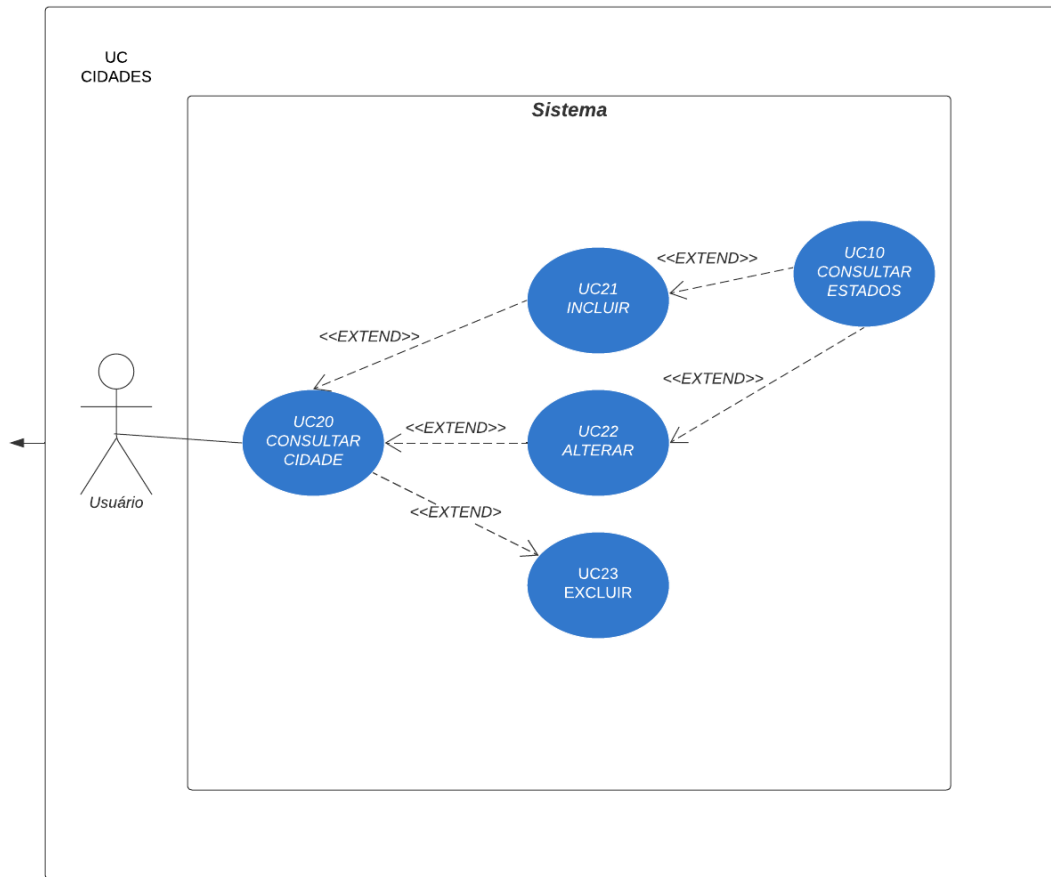 UC
CIDADES
Sistema
UC10
CONSULTAR
ESTADOS
<<EXTEND>>
UC21
INCLUIR
<<EXTEND>>
<<EXTEND>>
UC20
CONSULTAR
CIDADE
<<EXTEND>>
UC22
ALTERAR
Usuário
<<EXTEND>
UC23
EXCLUIR